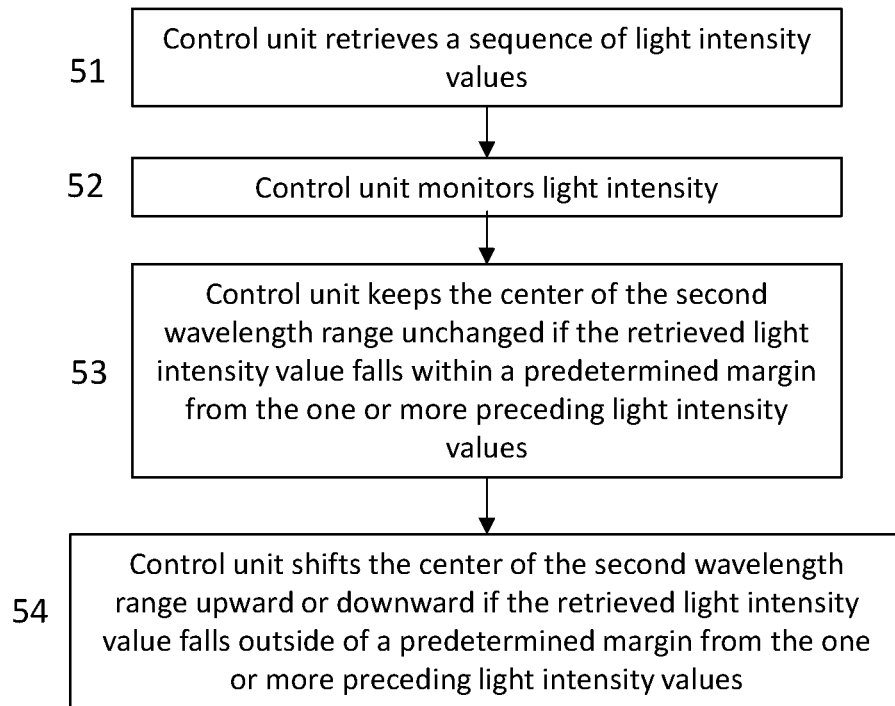 51
Control unit retrieves a sequence of light intensity
values
52
Control unit monitors light intensity
53
Control unit keeps the center of the second
wavelength range unchanged if the retrieved light
intensity value falls within a predetermined margin
from the one or more preceding light intensity
values
54
Control unit shifts the center of the second wavelength
range upward or downward if the retrieved light intensity
value falls outside of a predetermined margin from the one
or more preceding light intensity values